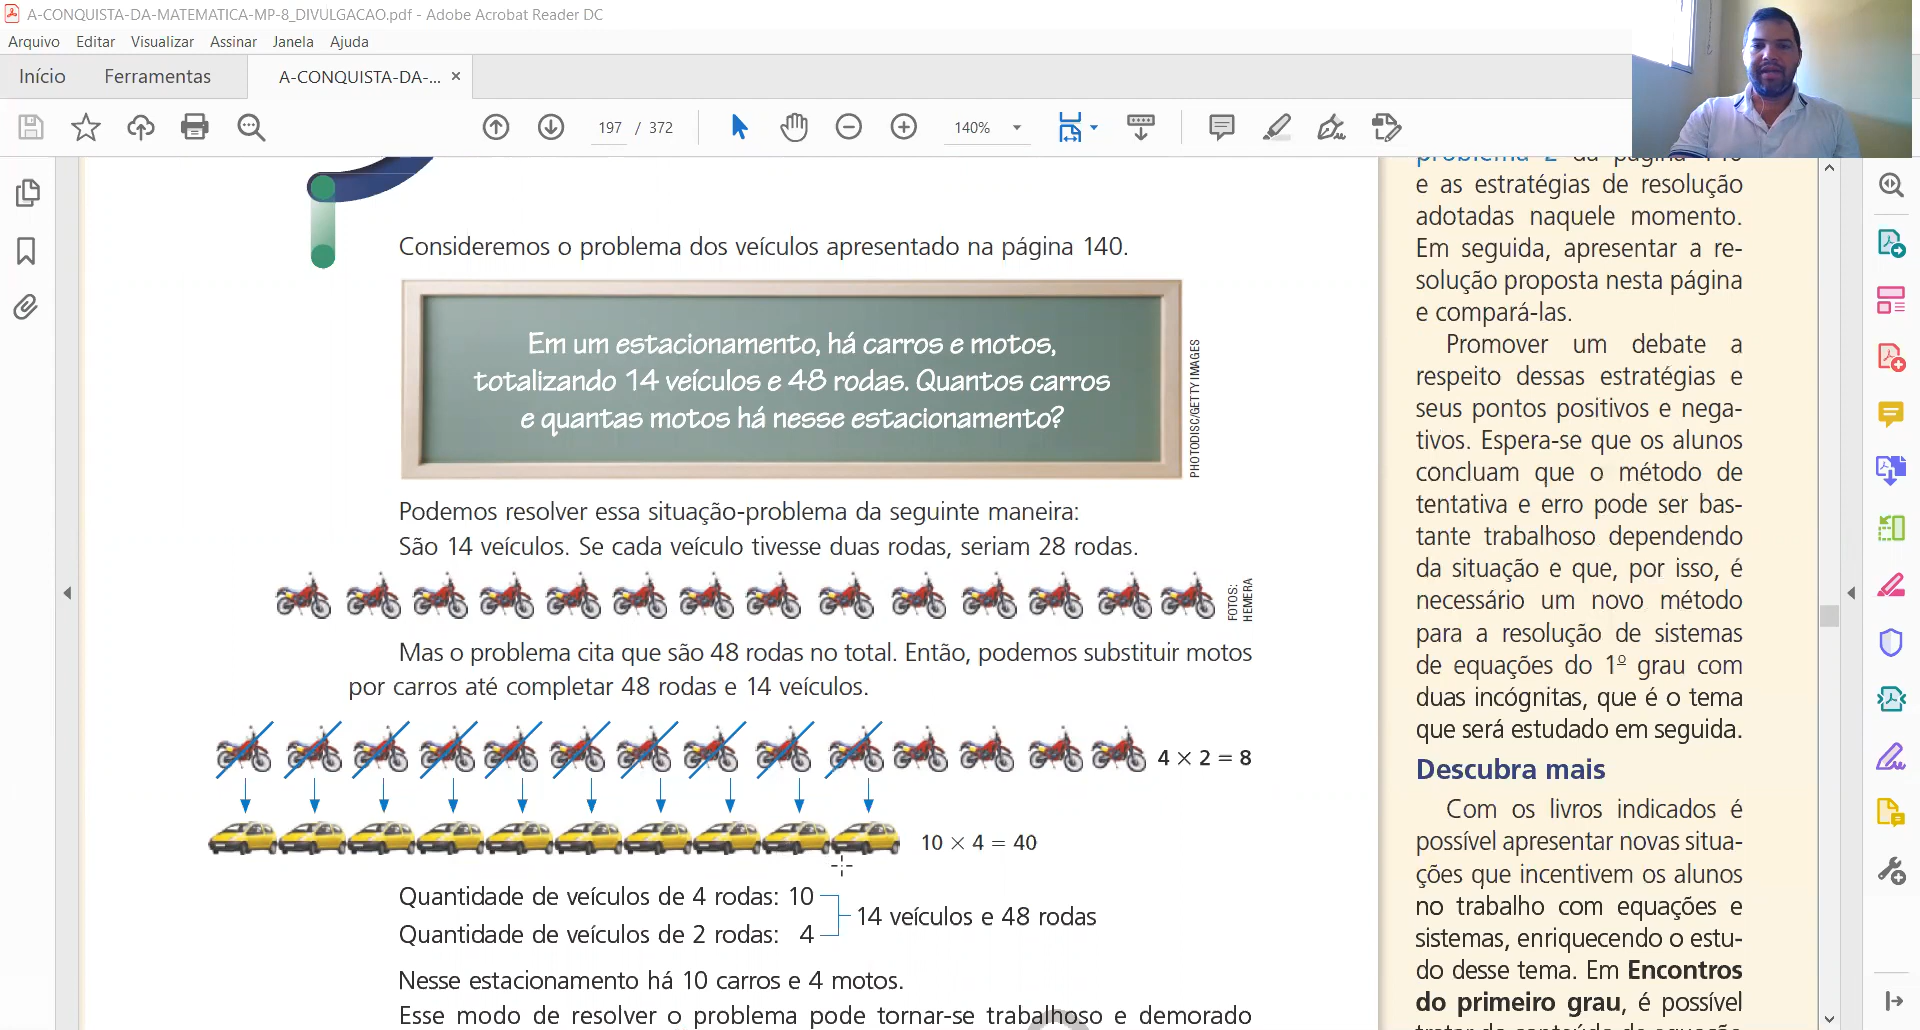 A-CONQUISTA-DA-MATEMATICA-MP-8_DIVULGACAO.pdf - Adobe Acrobat Reader DC
Arquivo Editar Visualizar Assinar Janela Ajuda
Início Ferramentas A-CONQUISTA-DA-... ×
197 / 372 140%
Consideremos o problema dos veículos apresentado na página 140.
Em um estacionamento, há carros e motos,
totalizando 14 veículos e 48 rodas. Quantos carros
e quantas motos há nesse estacionamento?
PHOTODISC/GETTY IMAGES
Podemos resolver essa situação-problema da seguinte maneira:
São 14 veículos. Se cada veículo tivesse duas rodas, seriam 28 rodas.
FOTOS:
HEMERA
Mas o problema cita que são 48 rodas no total. Então, podemos substituir motos
por carros até completar 48 rodas e 14 veículos.
4 × 2 = 8
10 × 4 = 40
Quantidade de veículos de 4 rodas: 10
14 veículos e 48 rodas
Quantidade de veículos de 2 rodas: 4
Nesse estacionamento há 10 carros e 4 motos.
Esse modo de resolver o problema pode tornar-se trabalhoso e demorado
problema 2 da página 140
e as estratégias de resolução
adotadas naquele momento.
Em seguida, apresentar a re-
solução proposta nesta página
e compará-las.
Promover um debate a
respeito dessas estratégias e
seus pontos positivos e nega-
tivos. Espera-se que os alunos
concluam que o método de
tentativa e erro pode ser bas-
tante trabalhoso dependendo
da situação e que, por isso, é
necessário um novo método
para a resolução de sistemas
de equações do 1º grau com
duas incógnitas, que é o tema
que será estudado em seguida.
Descubra mais
Com os livros indicados é
possível apresentar novas situa-
ções que incentivem os alunos
no trabalho com equações e
sistemas, enriquecendo o estu-
do desse tema. Em Encontros
do primeiro grau, é possível